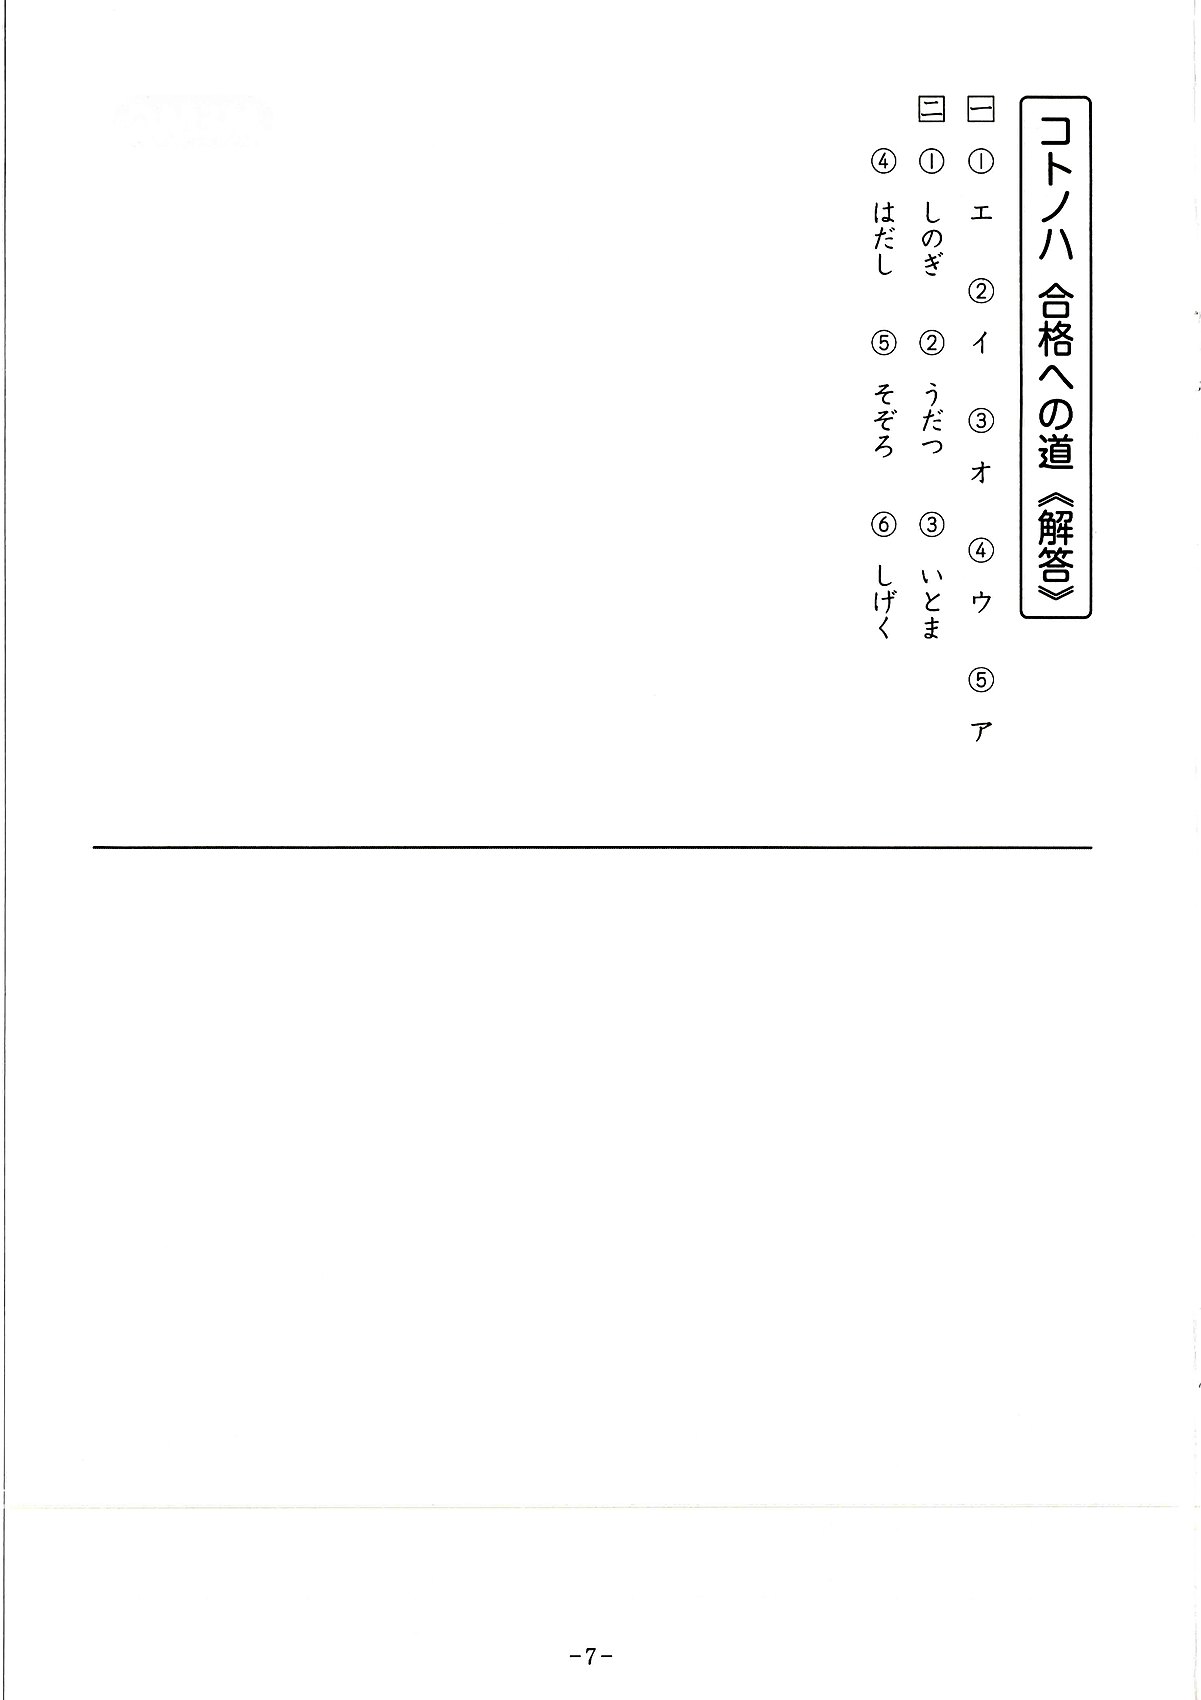 コトノハ 合格への道《解答》
一 ① エ ② イ ③ オ ④ ウ ⑤ ア
二 ① しのぎ ② うだつ ③ いとま
④ はだし ⑤ そぞろ ⑥ しげく
-7-